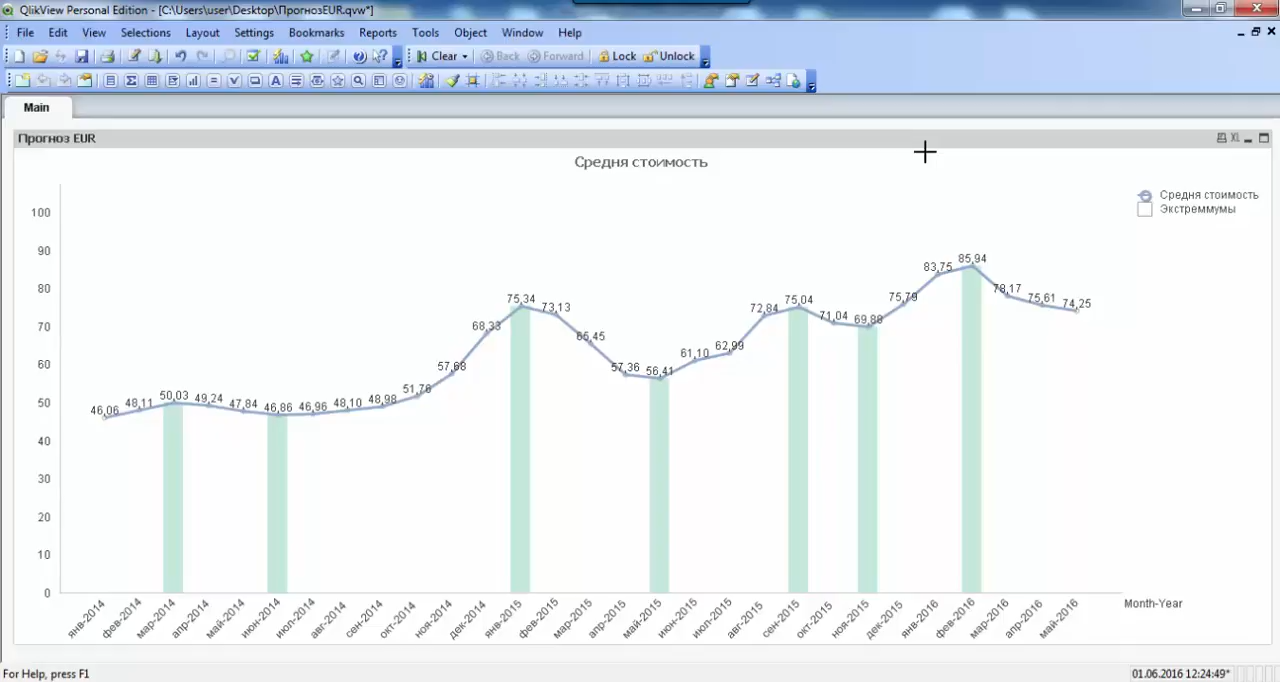 QlikView Personal Edition - [C:\Users\user\Desktop\ПрогнозEUR.qvw*]
File Edit View Selections Layout Settings Bookmarks Reports Tools Object Window Help
Clear Back Forward Lock Unlock
Main
Прогноз EUR
XL
Средня стоимость
Средня стоимость
Экстреммумы
100
90
80
70
60
50
40
30
20
10
0
46,06 48,11 50,03 49,24 47,84 46,86 46,96 48,10 48,98 51,76 57,68 68,33 75,34 73,13 65,45 57,36 56,41 61,10 62,99 72,84 75,04 71,04 69,88 75,79 83,75 85,94 78,17 75,61 74,25
янв-2014 фев-2014 мар-2014 апр-2014 май-2014 июн-2014 июл-2014 авг-2014 сен-2014 окт-2014 ноя-2014 дек-2014 янв-2015 фев-2015 мар-2015 апр-2015 май-2015 июн-2015 июл-2015 авг-2015 сен-2015 окт-2015 ноя-2015 дек-2015 янв-2016 фев-2016 мар-2016 апр-2016 май-2016
Month-Year
For Help, press F1
01.06.2016 12:24:49*